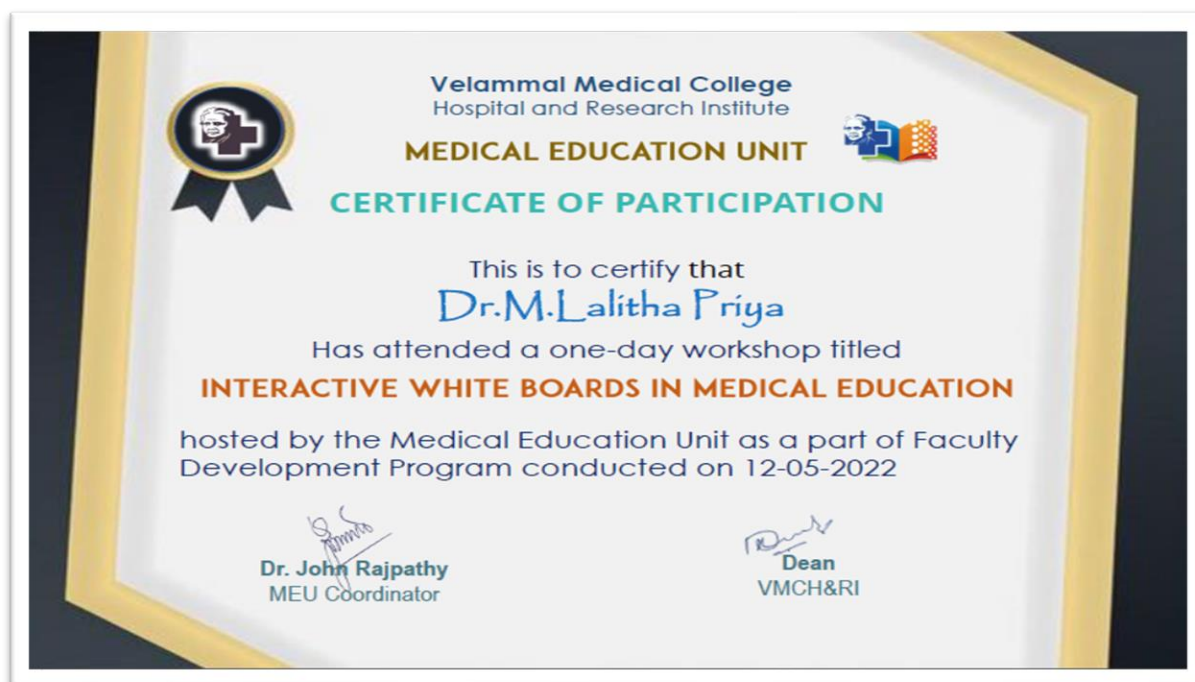 Velammal Medical College
Hospital and Research Institute
MEDICAL EDUCATION UNIT
CERTIFICATE OF PARTICIPATION
This is to certify that
Dr.M.Lalitha Priya
Has attended a one-day workshop titled
INTERACTIVE WHITE BOARDS IN MEDICAL EDUCATION
hosted by the Medical Education Unit as a part of Faculty
Development Program conducted on 12-05-2022
Dr. John Rajpathy
MEU Coordinator
Dean
VMCH&RI